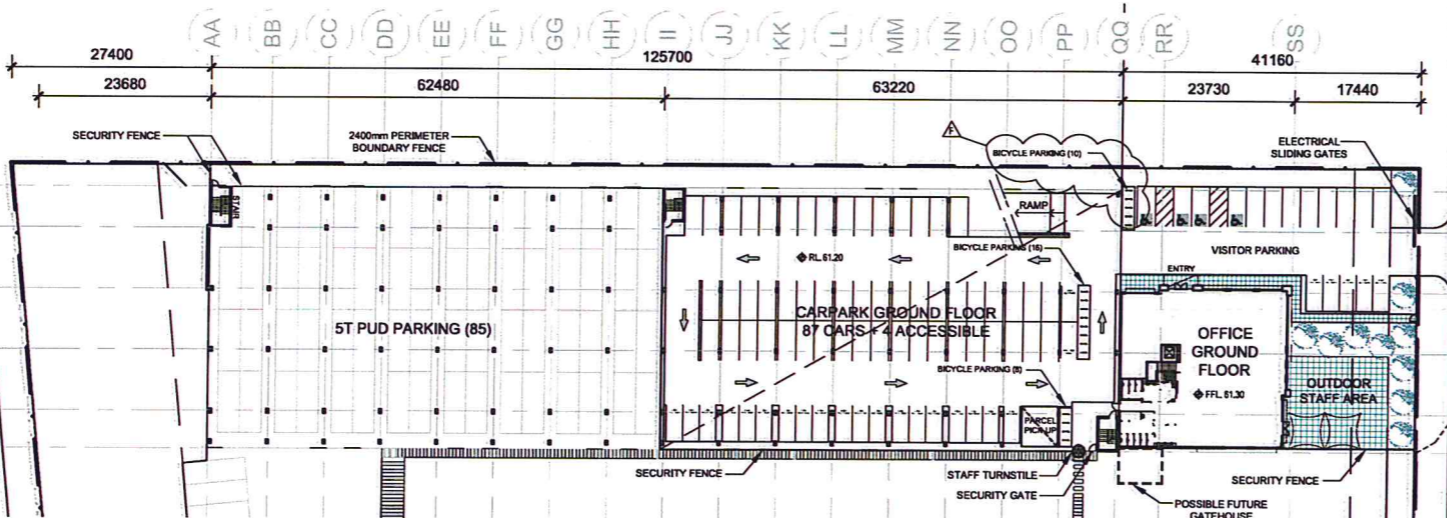 AA BB CC DD EE FF GG HH II JJ KK LL MM NN OO PP QQ RR SS
27400 125700 41160
23680 62480 63220 23730 17440
SECURITY FENCE
2400mm PERIMETER
BOUNDARY FENCE
F
BICYCLE PARKING (10)
ELECTRICAL
SLIDING GATES
STAIR
RAMP
BICYCLE PARKING (16)
VISITOR PARKING
RL. 61.20
ENTRY
5T PUD PARKING (85)
CARPARK GROUND FLOOR
87 CARS + 4 ACCESSIBLE
OFFICE
GROUND
FLOOR
FFL. 61.30
BICYCLE PARKING (8)
OUTDOOR
STAFF AREA
PARCEL
PICK UP
SECURITY FENCE
STAFF TURNSTILE
SECURITY GATE
SECURITY FENCE
POSSIBLE FUTURE
GATEHOUSE